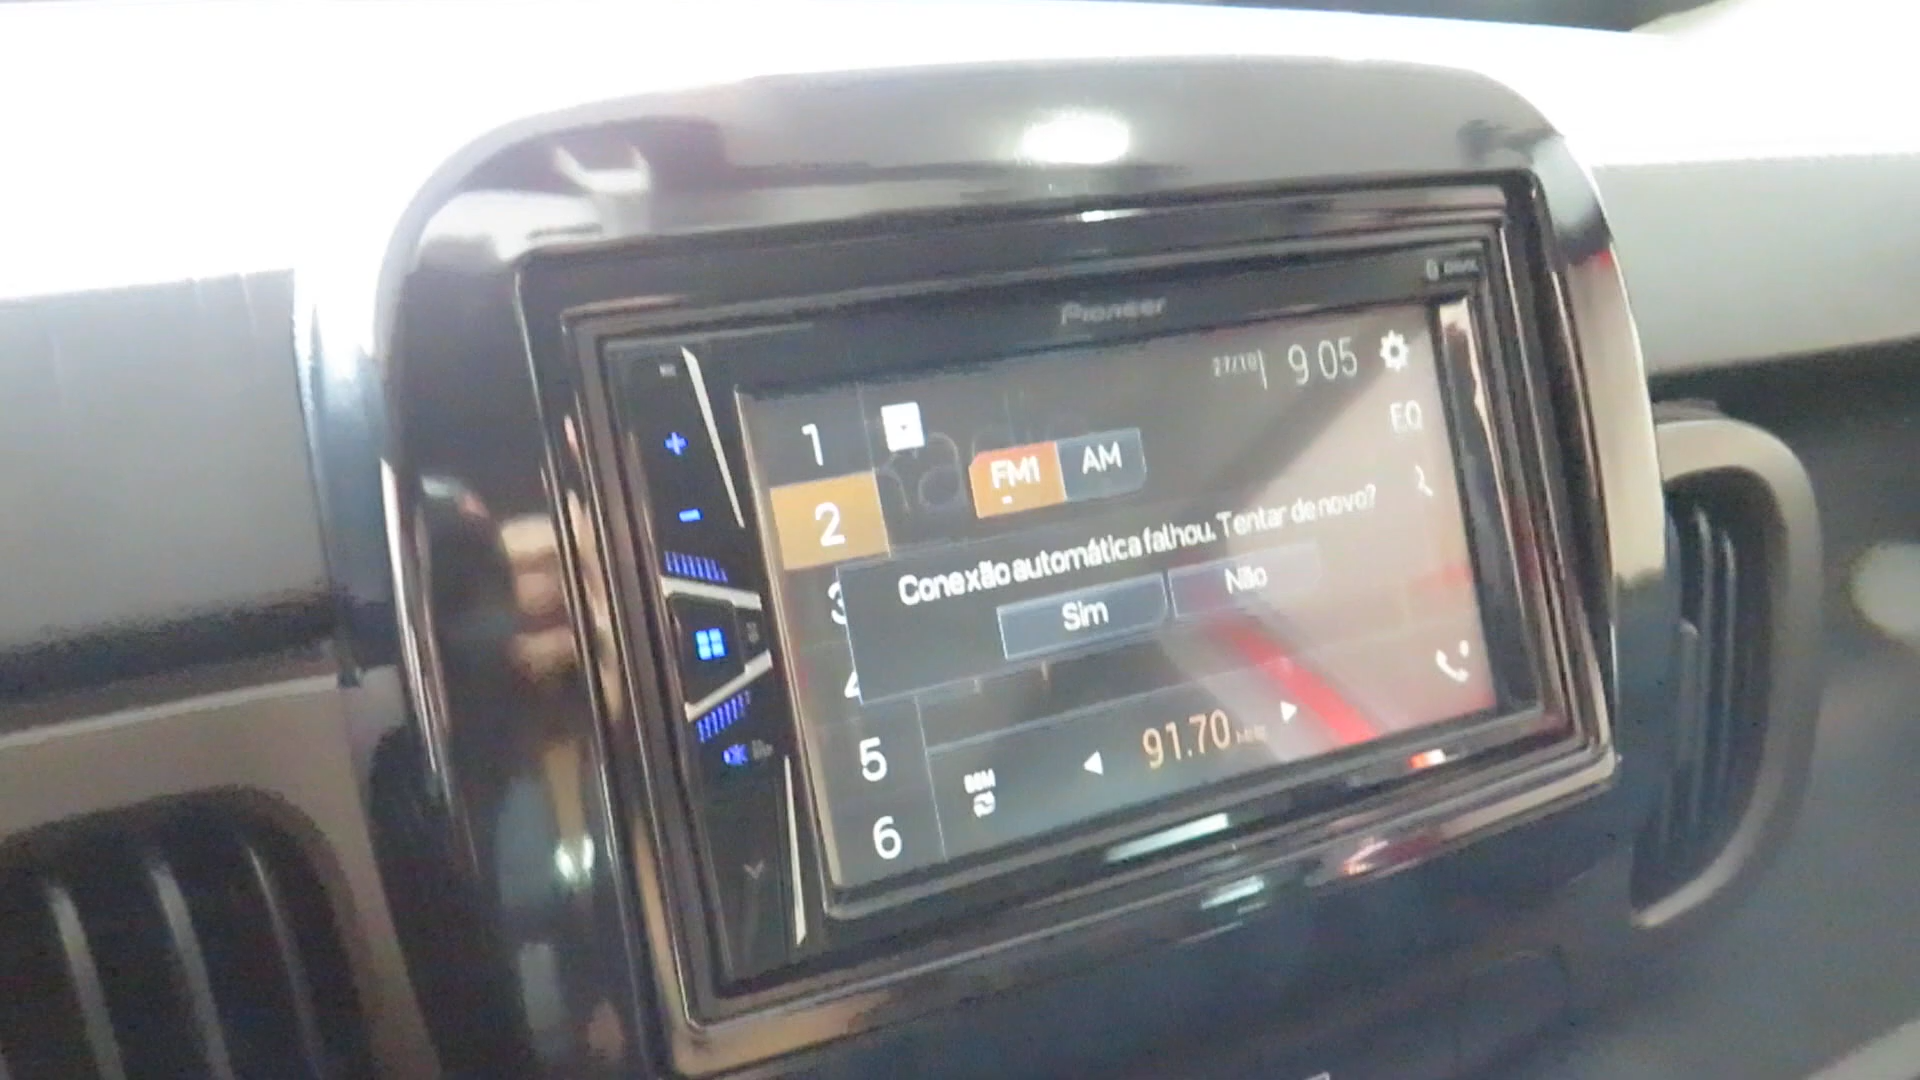 Pioneer
27/10 9 05
1
FM1 AM
EQ
2
Conexão automática falhou. Tentar de novo?
Sim Não
3
4
5
91.70
6